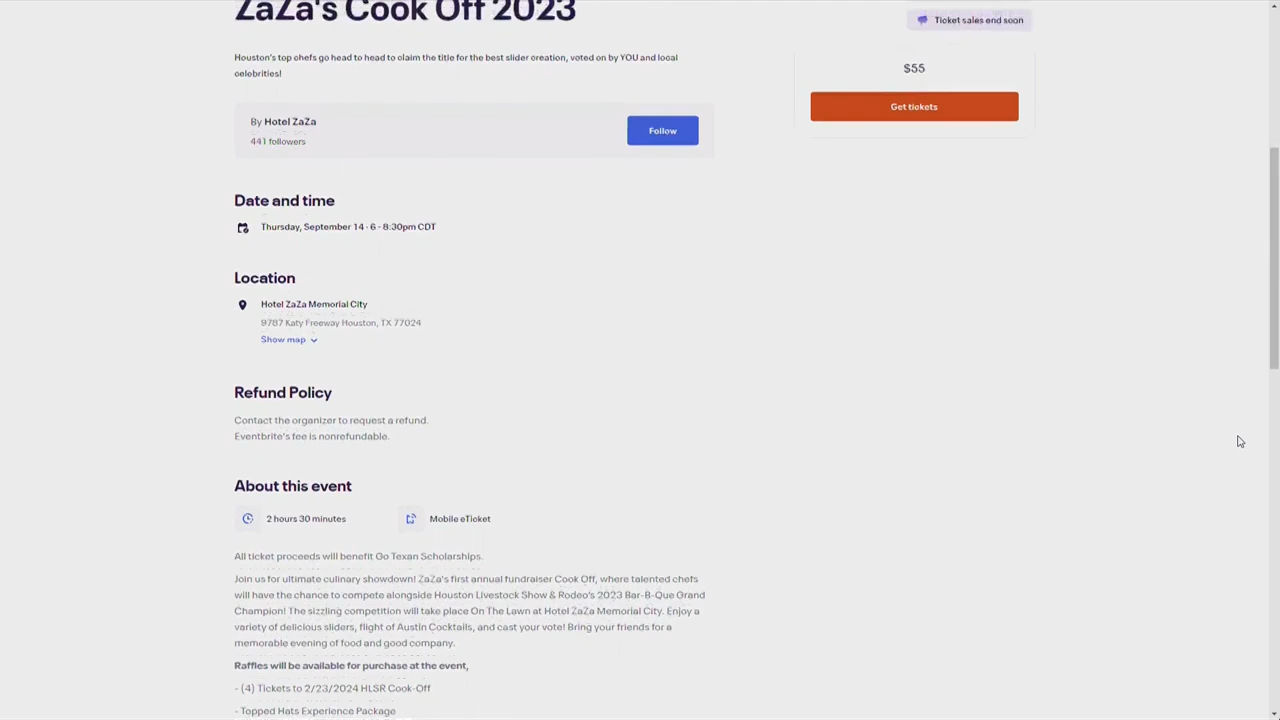 ZaZa's Cook Off 2023
Ticket sales end soon
Houston's top chefs go head to head to claim the title for the best slider creation, voted on by YOU and local
celebrities!
$55
Get tickets
By Hotel ZaZa
441 followers
Follow
Date and time
Thursday, September 14 · 6 - 8:30pm CDT
Location
Hotel ZaZa Memorial City
9787 Katy Freeway Houston, TX 77024
Show map
Refund Policy
Contact the organizer to request a refund.
Eventbrite's fee is nonrefundable.
About this event
2 hours 30 minutes
Mobile eTicket
All ticket proceeds will benefit Go Texan Scholarships.
Join us for ultimate culinary showdown! ZaZa's first annual fundraiser Cook Off, where talented chefs
will have the chance to compete alongside Houston Livestock Show & Rodeo's 2023 Bar-B-Que Grand
Champion! The sizzling competition will take place On The Lawn at Hotel ZaZa Memorial City. Enjoy a
variety of delicious sliders, flight of Austin Cocktails, and cast your vote! Bring your friends for a
memorable evening of food and good company.
Raffles will be available for purchase at the event,
- (4) Tickets to 2/23/2024 HLSR Cook-Off
- Topped Hats Experience Package